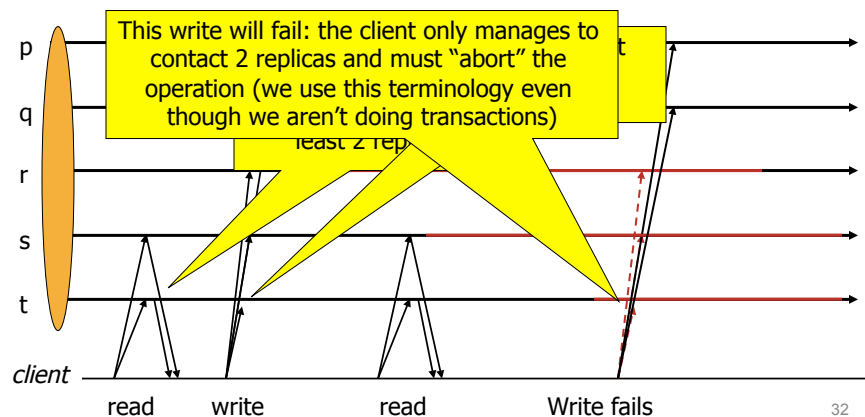 This write will fail: the client only manages to
contact 2 replicas and must “abort” the
operation (we use this terminology even
though we aren’t doing transactions)
t
least 2 rep
p
q
r
s
t
client
read write read Write fails
32